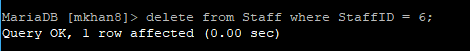 MariaDB [mkhan8]> delete from Staff where StaffID = 6;
Query OK, 1 row affected (0.00 sec)